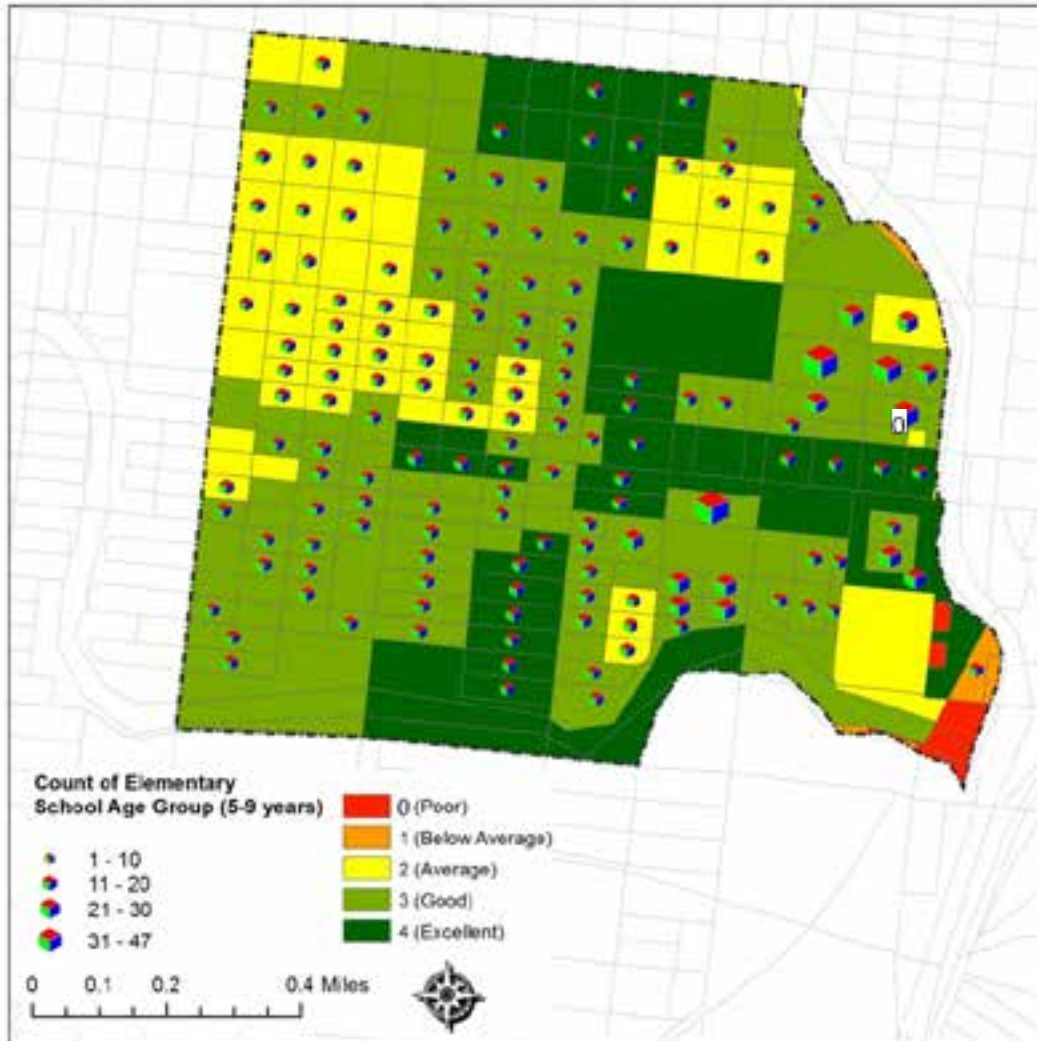 0
Count of Elementary
School Age Group (5-9 years)
1 - 10
11 - 20
21 - 30
31 - 47
0 (Poor)
1 (Below Average)
2 (Average)
3 (Good)
4 (Excellent)
0 0.1 0.2 0.4 Miles